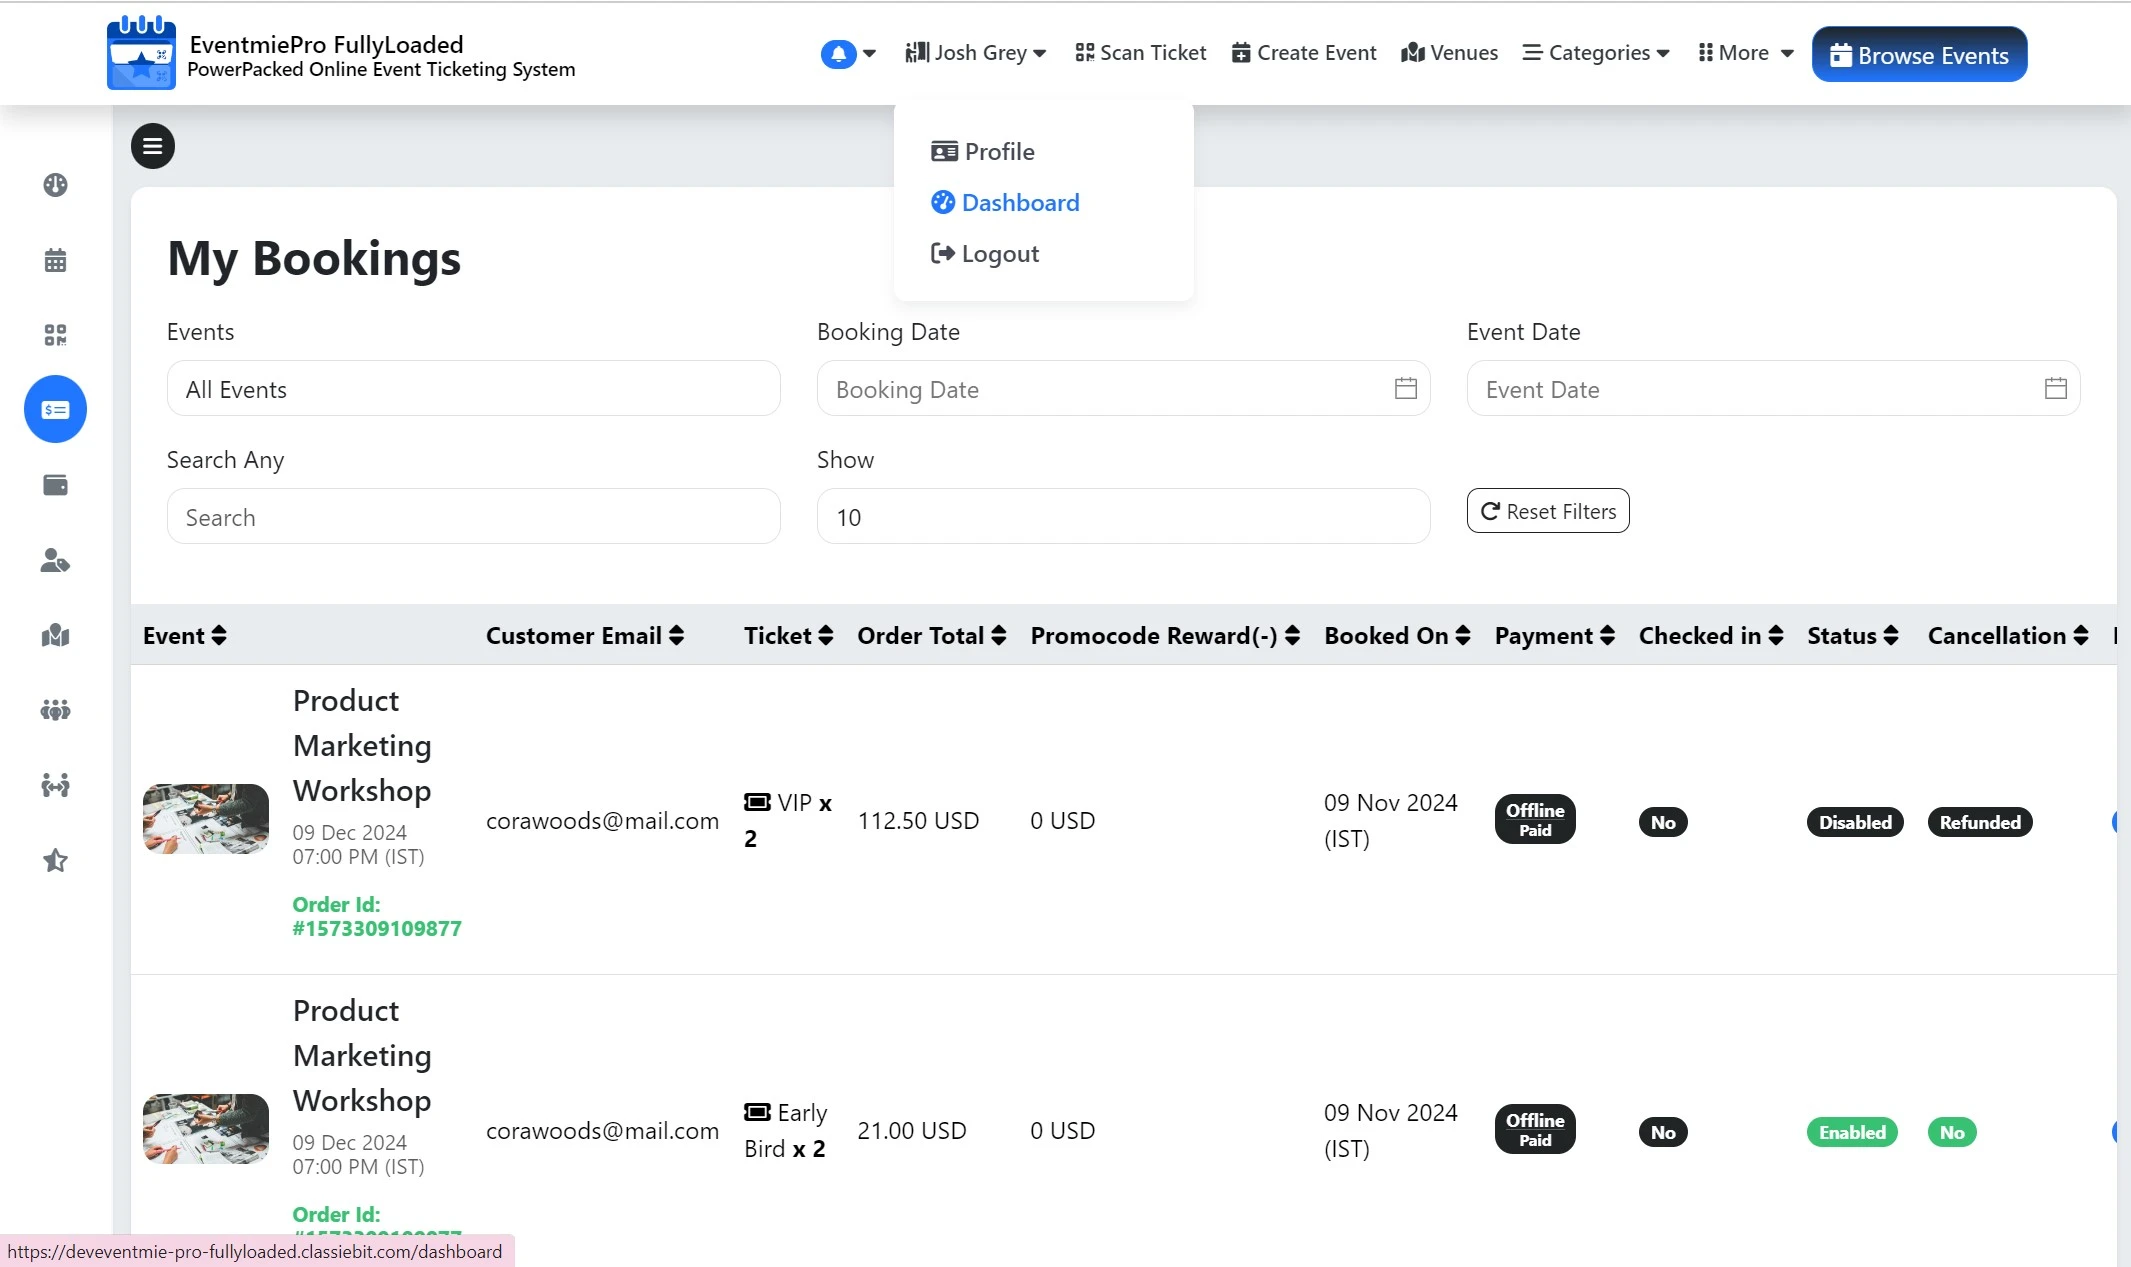 EventmiePro FullyLoaded
PowerPacked Online Event Ticketing System
Josh Grey
Scan Ticket
Create Event
Venues
Categories
More
Browse Events
Profile
Dashboard
Logout
My Bookings
Events
Booking Date
Event Date
All Events
Booking Date
Event Date
Search Any
Show
Search
10
Reset Filters
Event Customer Email Ticket Order Total Promocode Reward(-) Booked On Payment Checked in Status Cancellation
Product
Marketing
Workshop
09 Dec 2024
07:00 PM (IST)
Order Id:
#1573309109877
corawoods@mail.com
VIP x
2
112.50 USD
0 USD
09 Nov 2024
(IST)
Offline
Paid
No
Disabled
Refunded
Product
Marketing
Workshop
09 Dec 2024
07:00 PM (IST)
Order Id:
corawoods@mail.com
Early
Bird x 2
21.00 USD
0 USD
09 Nov 2024
(IST)
Offline
Paid
No
Enabled
No
https://deveventmie-pro-fullyloaded.classiebit.com/dashboard